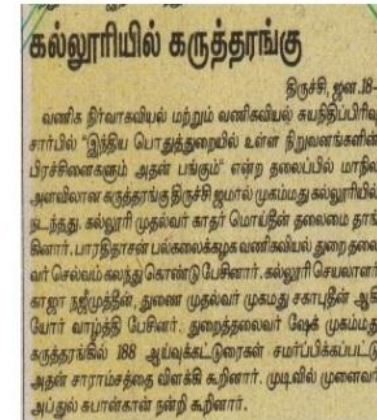 கல்லூரியில் கருத்தரங்கு
திருச்சி, ஜன.18-
வணிக நிர்வாகவியல் மற்றும் வணிகவியல் சுயநிதிப்பிரிவு
சார்பில் "இந்திய பொதுத்துறையில் உள்ள நிறுவனங்களின்
பிரச்சினைகளும் அதன் பங்கும்" என்ற தலைப்பில் மாநில
அளவிலான கருத்தரங்கு திருச்சி ஜமால் முகம்மது கல்லூரியில்
நடந்தது. கல்லூரி முதல்வர் காதர் மொய்தீன் தலைமை தாங்
கினார். பாரதிதாசன் பல்கலைக்கழக வணிகவியல் துறை தலை
வர் செல்வம் கலந்து கொண்டு பேசினார். கல்லூரி செயலாளர்
காஜா நஜீமுத்தீன், துணை முதல்வர் முகமது சகாபுதீன் ஆகி
யோர் வாழ்த்தி பேசினர். துறைத்தலைவர் ஷேக் முகம்மது
கருத்தரங்கில் 188 ஆய்வுக்கட்டுரைகள் சமர்ப்பிக்கப்பட்டு
அதன் சாராம்சத்தை விளக்கி கூறினார். முடிவில் முனைவர்
அப்துல் சுபான்கான் நன்றி கூறினார்.